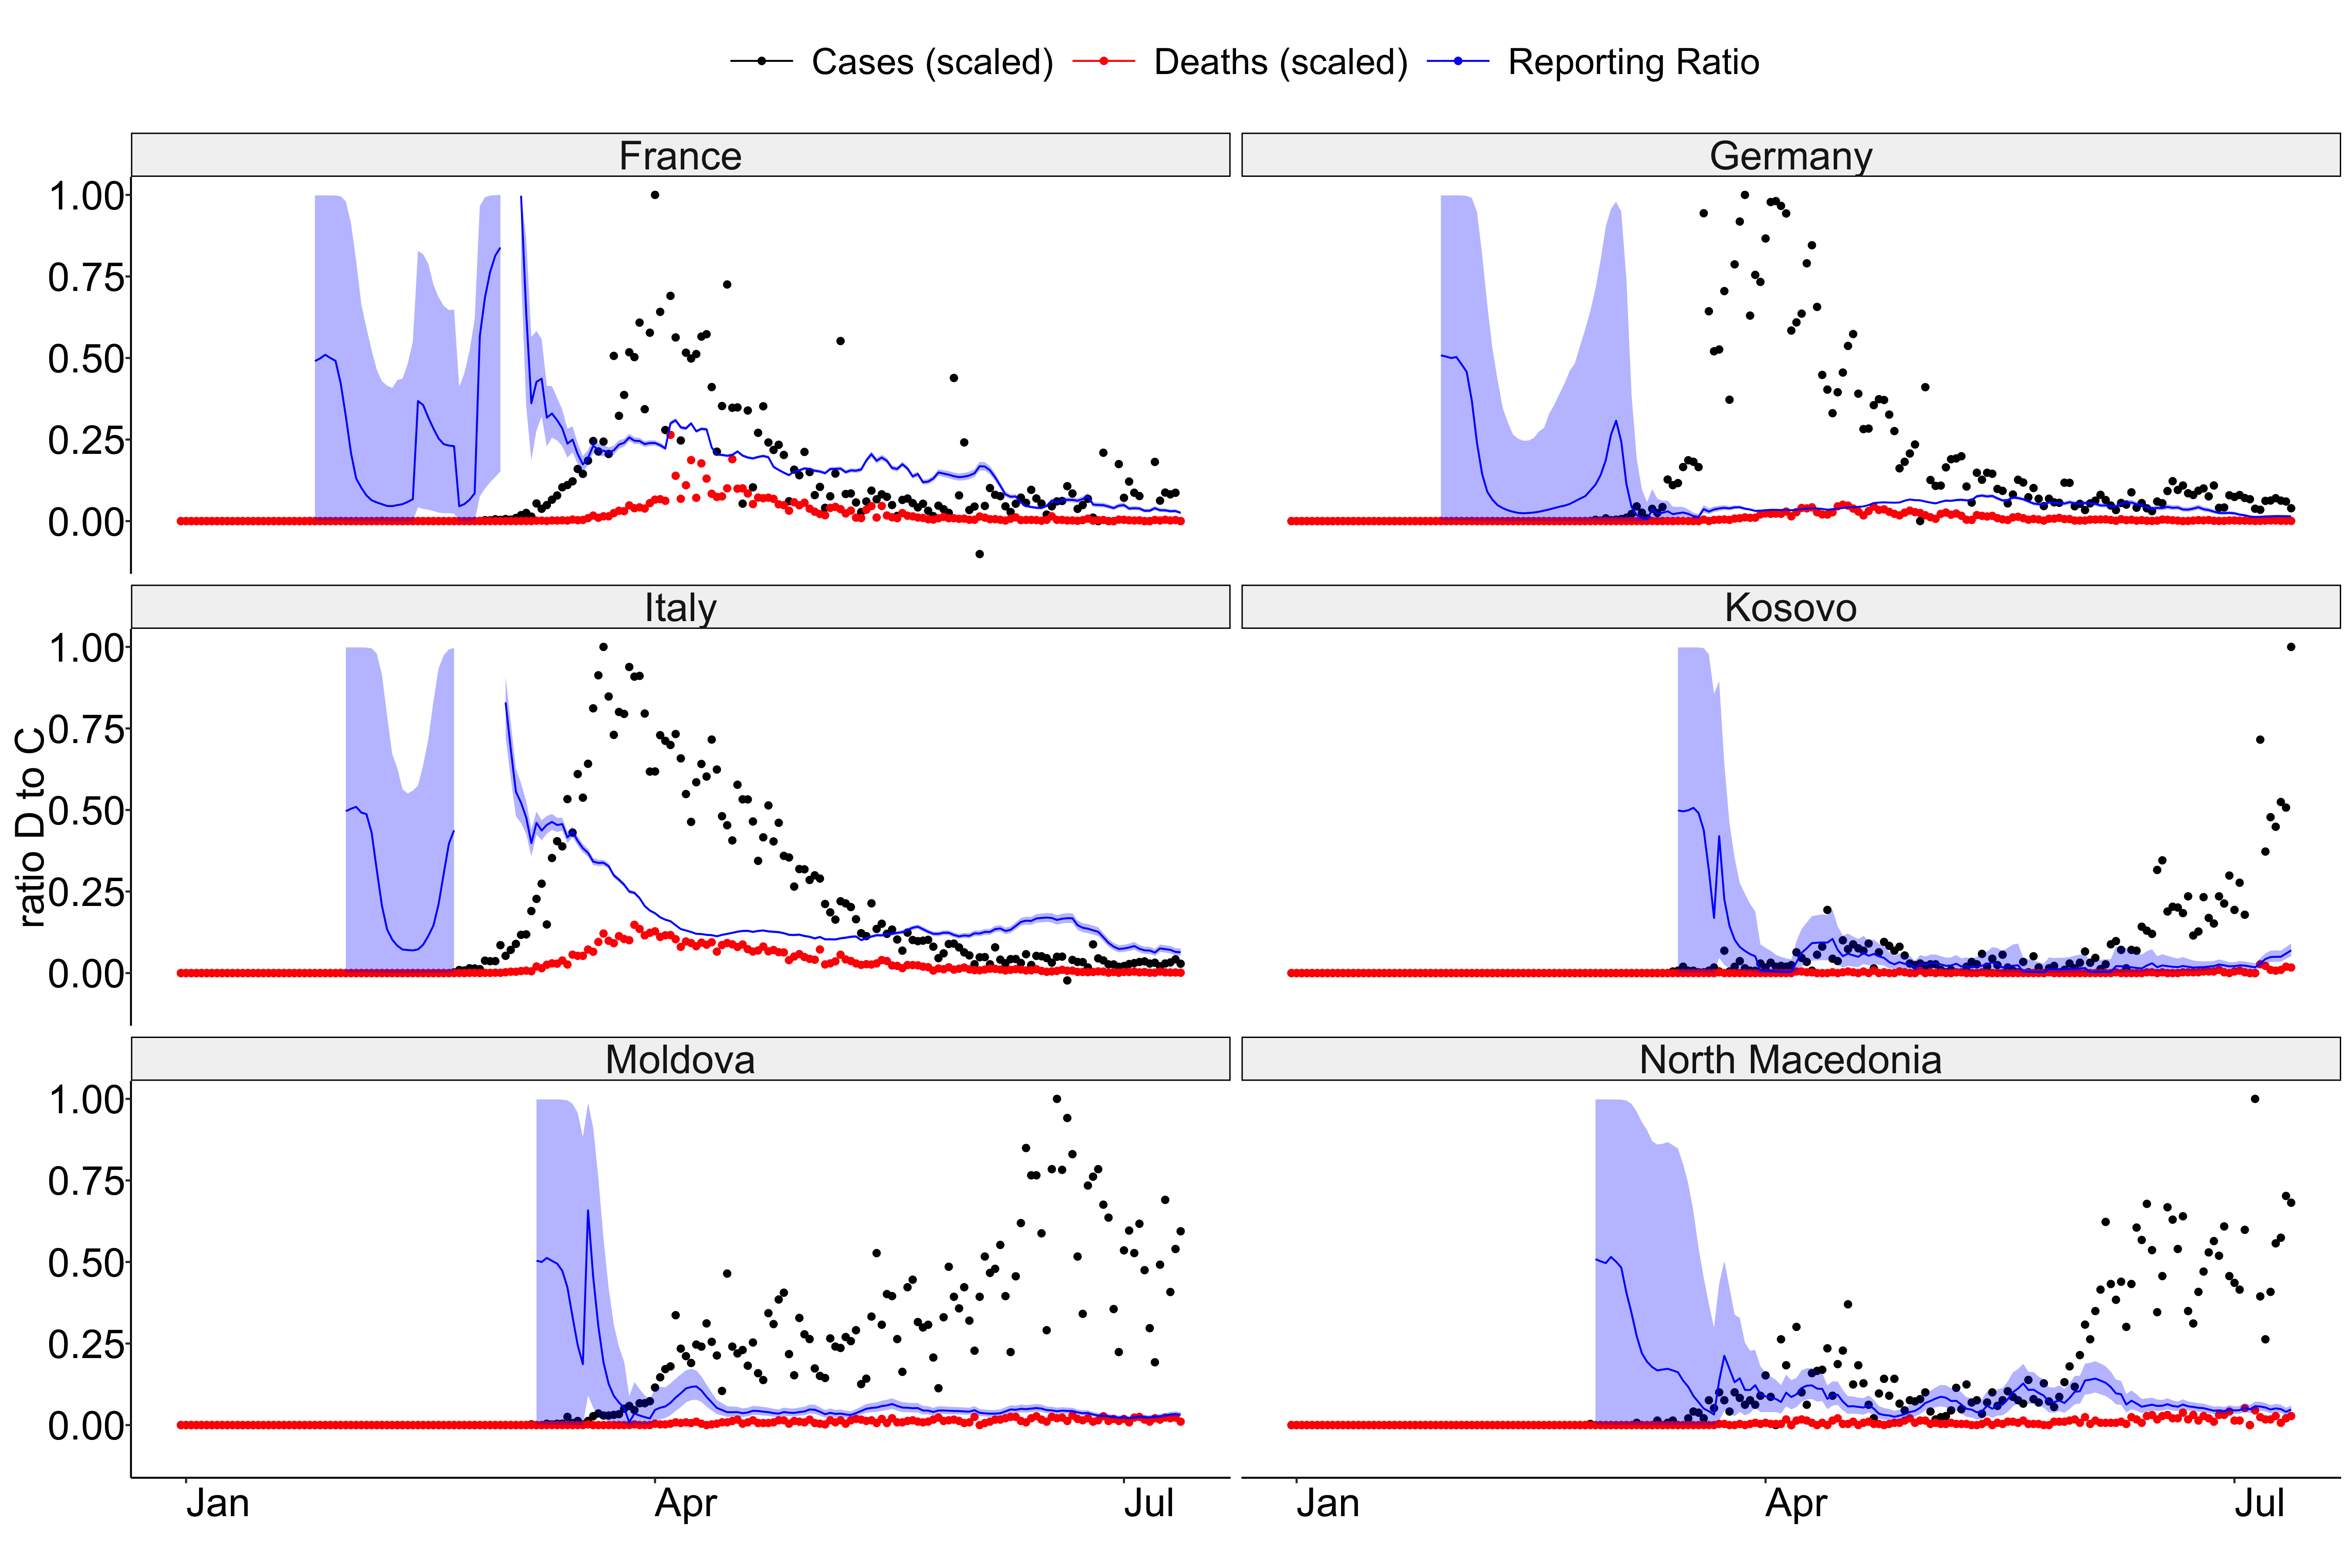 Cases (scaled) Deaths (scaled) Reporting Ratio
France Germany
1.00
0.75
0.50
0.25
0.00
Italy Kosovo
1.00
0.75
0.50
0.25
0.00
ratio D to C
Moldova North Macedonia
1.00
0.75
0.50
0.25
0.00
Jan Apr Jul Jan Apr Jul